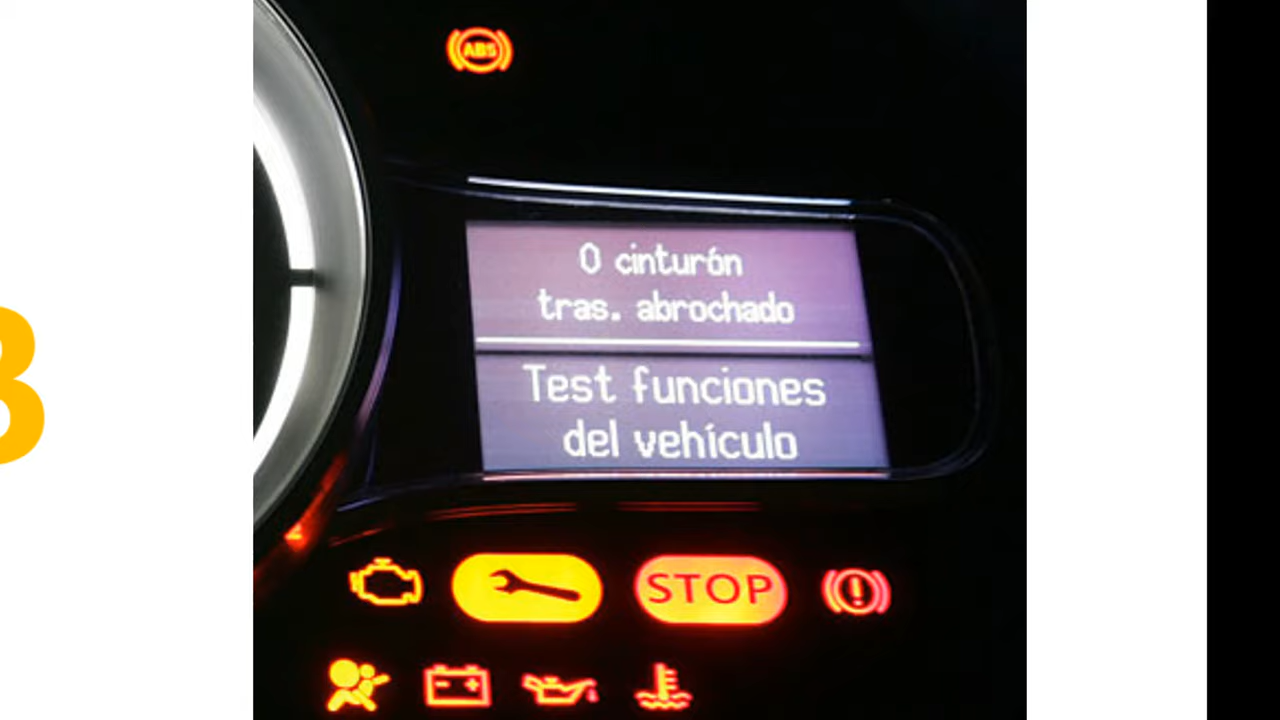 ABS
0 cinturón
tras. abrochado
Test funciones
del vehículo
STOP